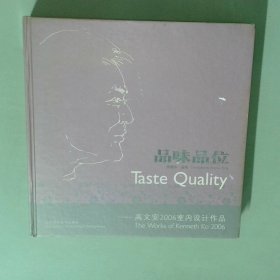 品味品位
Taste Quality
高文安2006室内设计作品
The Works of Kenneth Ko 2006